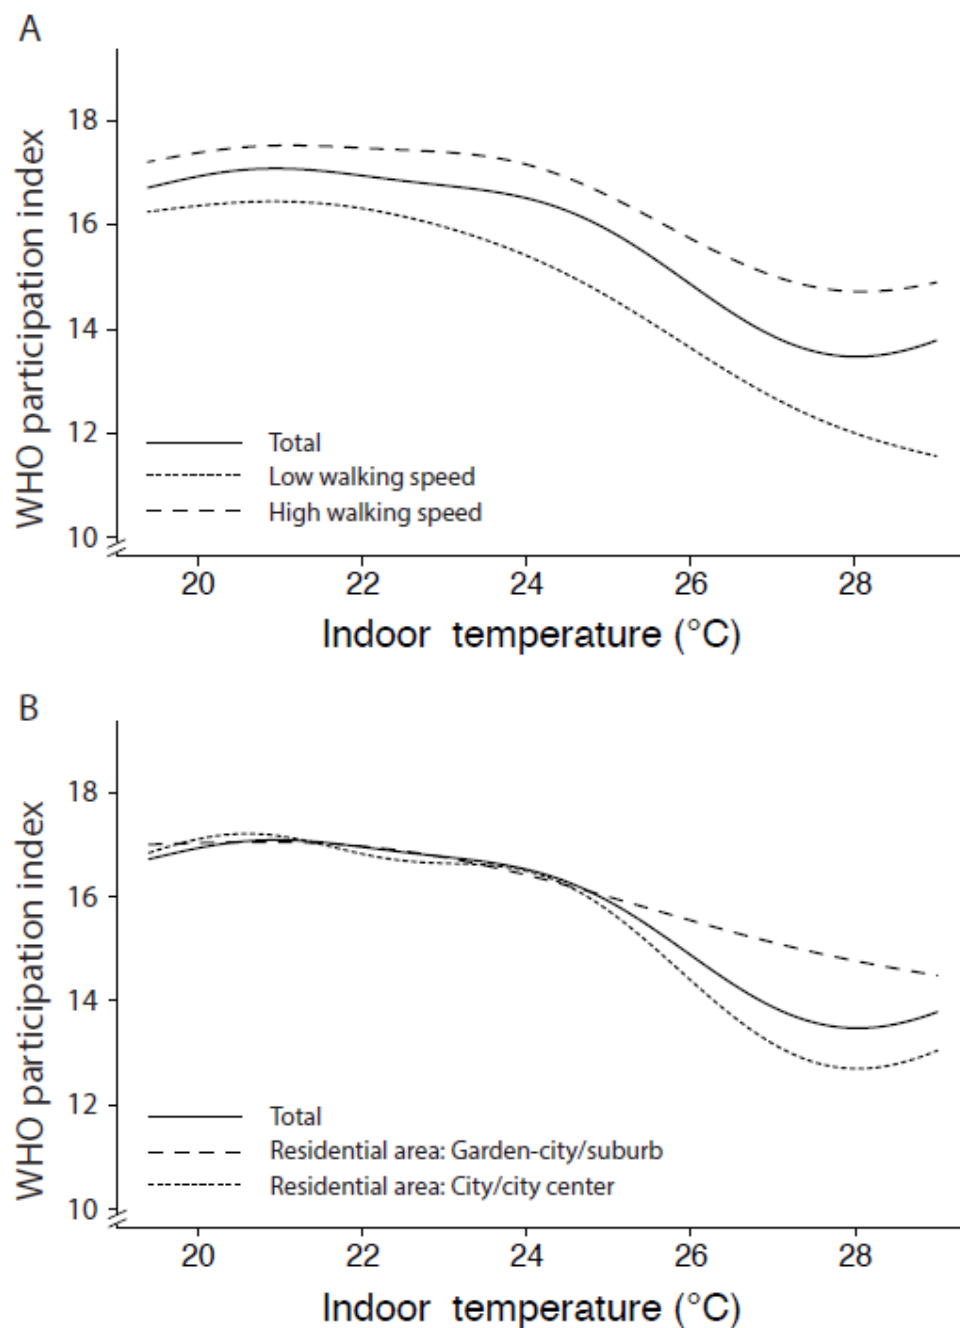 A
WHO participation index
18
16
14
12
10
Total
Low walking speed
High walking speed
20 22 24 26 28
Indoor temperature (°C)
B
WHO participation index
18
16
14
12
10
Total
Residential area: Garden-city/suburb
Residential area: City/city center
20 22 24 26 28
Indoor temperature (°C)